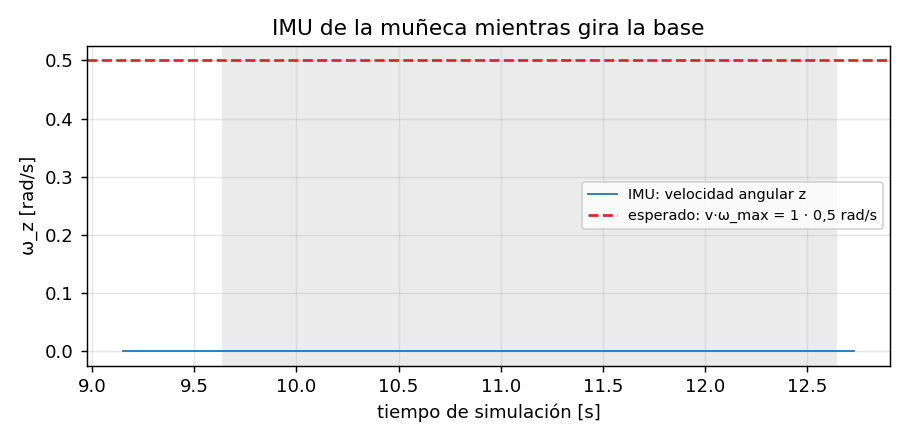 IMU de la muñeca mientras gira la base
ω_z [rad/s]
0.5
0.4
0.3
0.2
0.1
0.0
IMU: velocidad angular z
esperado: v·ω_max = 1 · 0,5 rad/s
9.0 9.5 10.0 10.5 11.0 11.5 12.0 12.5
tiempo de simulación [s]